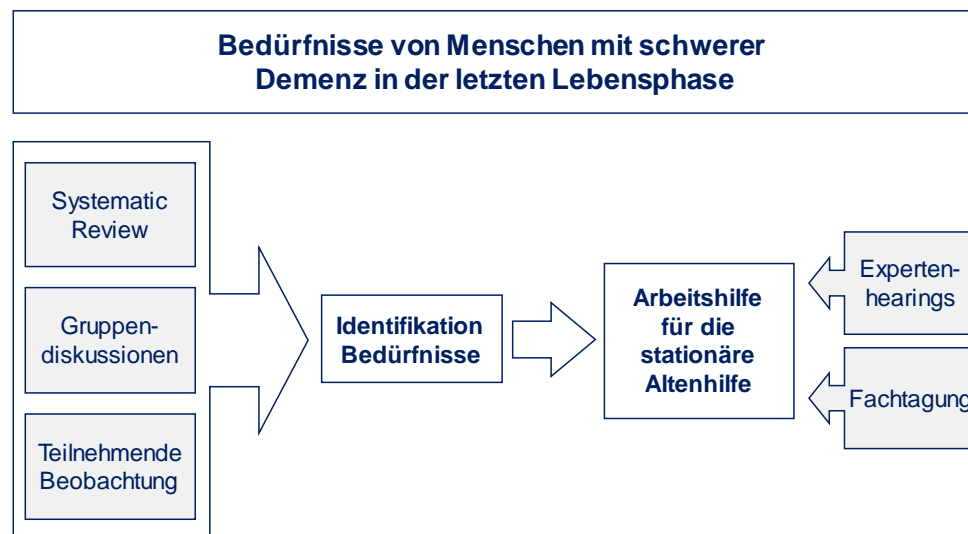 Bedürfnisse von Menschen mit schwerer
Demenz in der letzten Lebensphase
Systematic
Review
Gruppen-
diskussionen
Teilnehmende
Beobachtung
Identifikation
Bedürfnisse
Arbeitshilfe
für die
stationäre
Altenhilfe
Experten-
hearings
Fachtagung